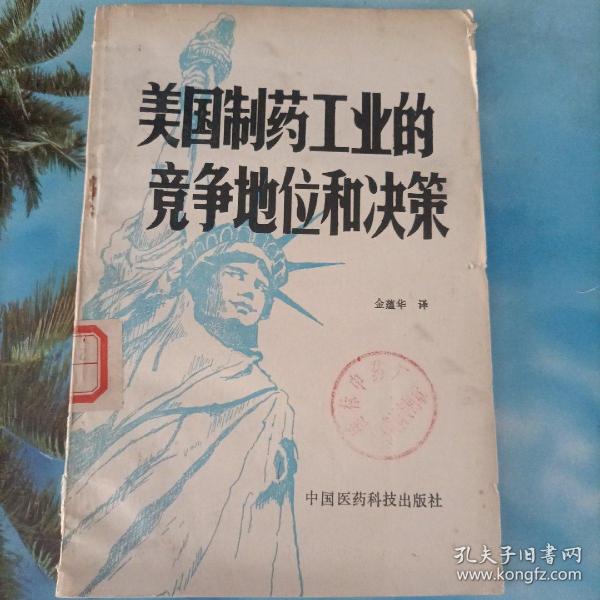 美国制药工业的
竞争地位和决策
金蕴华 译
中国医药科技出版社
孔夫子旧书网
www.kongfz.com